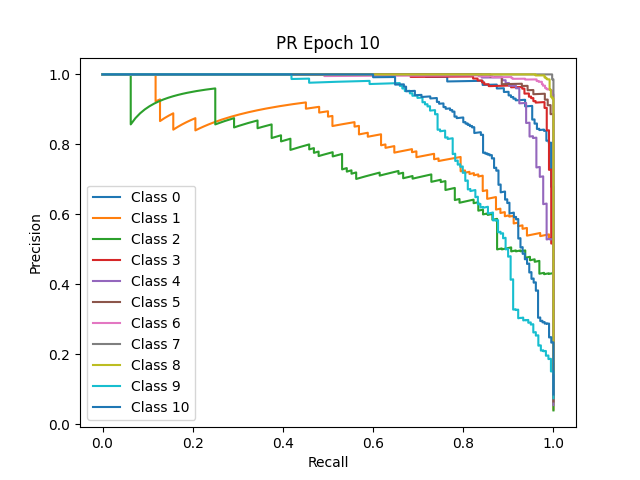 PR Epoch 10
1.0
0.8
0.6
0.4
0.2
0.0
Precision
Class 0
Class 1
Class 2
Class 3
Class 4
Class 5
Class 6
Class 7
Class 8
Class 9
Class 10
0.0 0.2 0.4 0.6 0.8 1.0
Recall